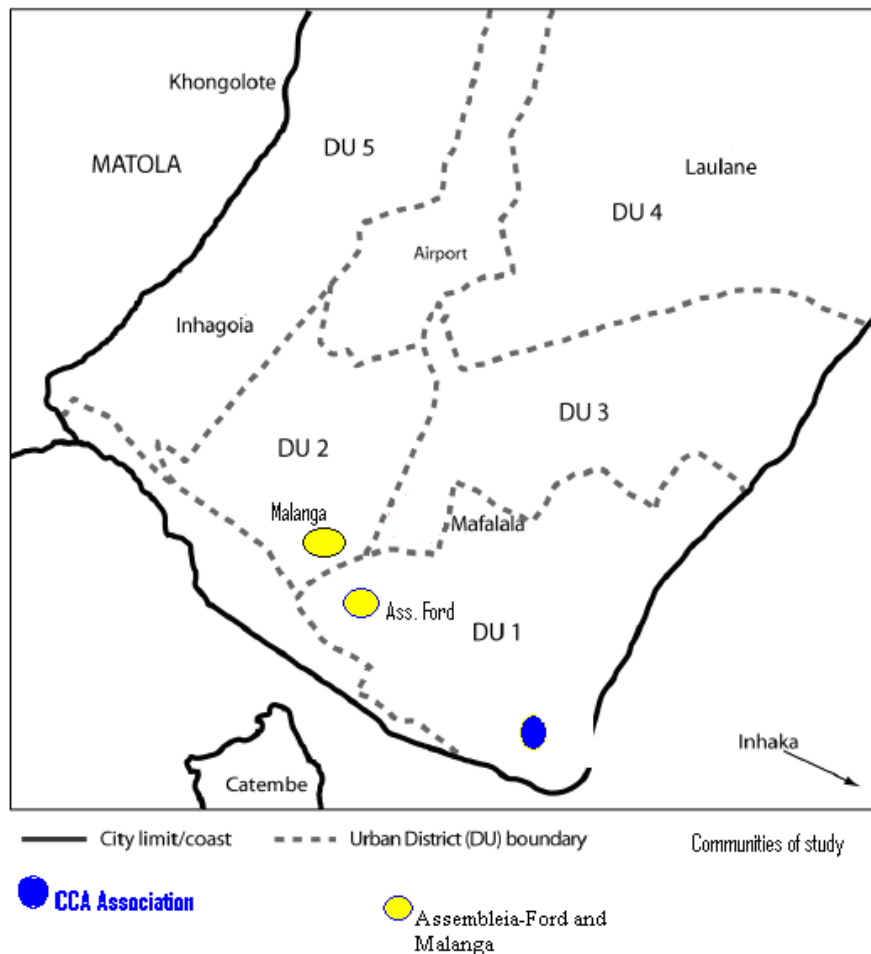 Khongolote
MATOLA
DU 5
Laulane
DU 4
Airport
Inhagoia
DU 3
DU 2
Malanga
Mafalala
Ass. Ford
DU 1
Inhaka
Catembe
City limit/coast
Urban District (DU) boundary
Communities of study
CCA Association
Assembleia-Ford and
Malanga